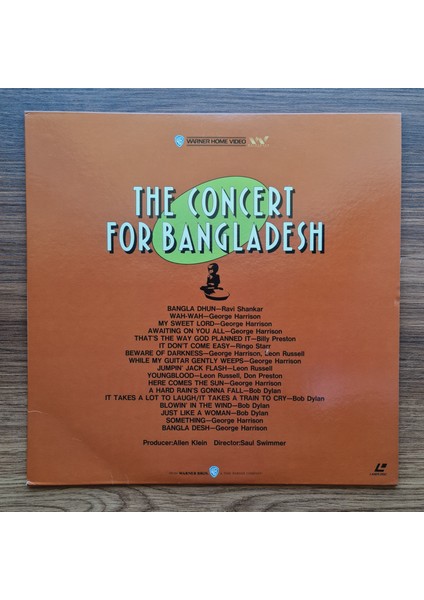 WARNER HOME VIDEO
THE CONCERT
FOR BANGLADESH
BANGLA DHUN—Ravi Shankar
WAH-WAH—George Harrison
MY SWEET LORD—George Harrison
AWAITING ON YOU ALL—George Harrison
THAT'S THE WAY GOD PLANNED IT—Billy Preston
IT DON'T COME EASY—Ringo Starr
BEWARE OF DARKNESS—George Harrison, Leon Russell
WHILE MY GUITAR GENTLY WEEPS—George Harrison
JUMPIN' JACK FLASH—Leon Russell
YOUNGBLOOD—Leon Russell, Don Preston
HERE COMES THE SUN—George Harrison
A HARD RAIN'S GONNA FALL—Bob Dylan
IT TAKES A LOT TO LAUGH/IT TAKES A TRAIN TO CRY—Bob Dylan
BLOWIN' IN THE WIND—Bob Dylan
JUST LIKE A WOMAN—Bob Dylan
SOMETHING—George Harrison
BANGLA DESH—George Harrison
Producer:Allen Klein Director:Saul Swimmer
WARNER BROS.